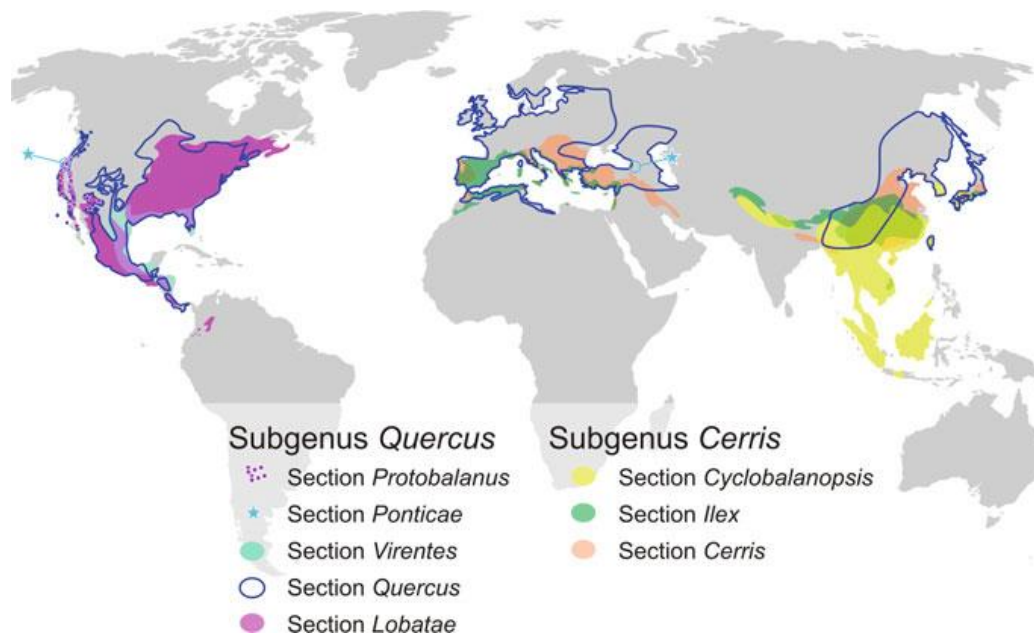 Subgenus Quercus
Section Protobalanus
Section Ponticae
Section Virentes
Section Quercus
Section Lobatae
Subgenus Cerris
Section Cyclobalanopsis
Section Ilex
Section Cerris